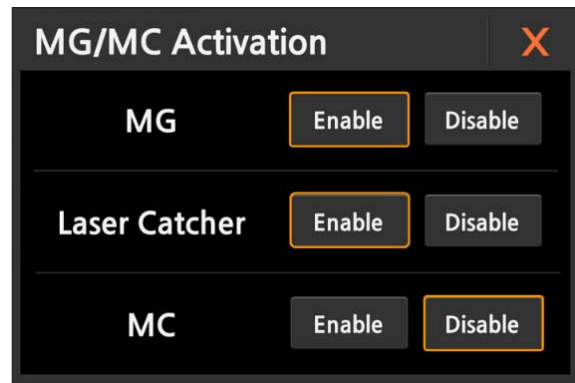 MG/MC Activation X
MG Enable Disable
Laser Catcher Enable Disable
MC Enable Disable